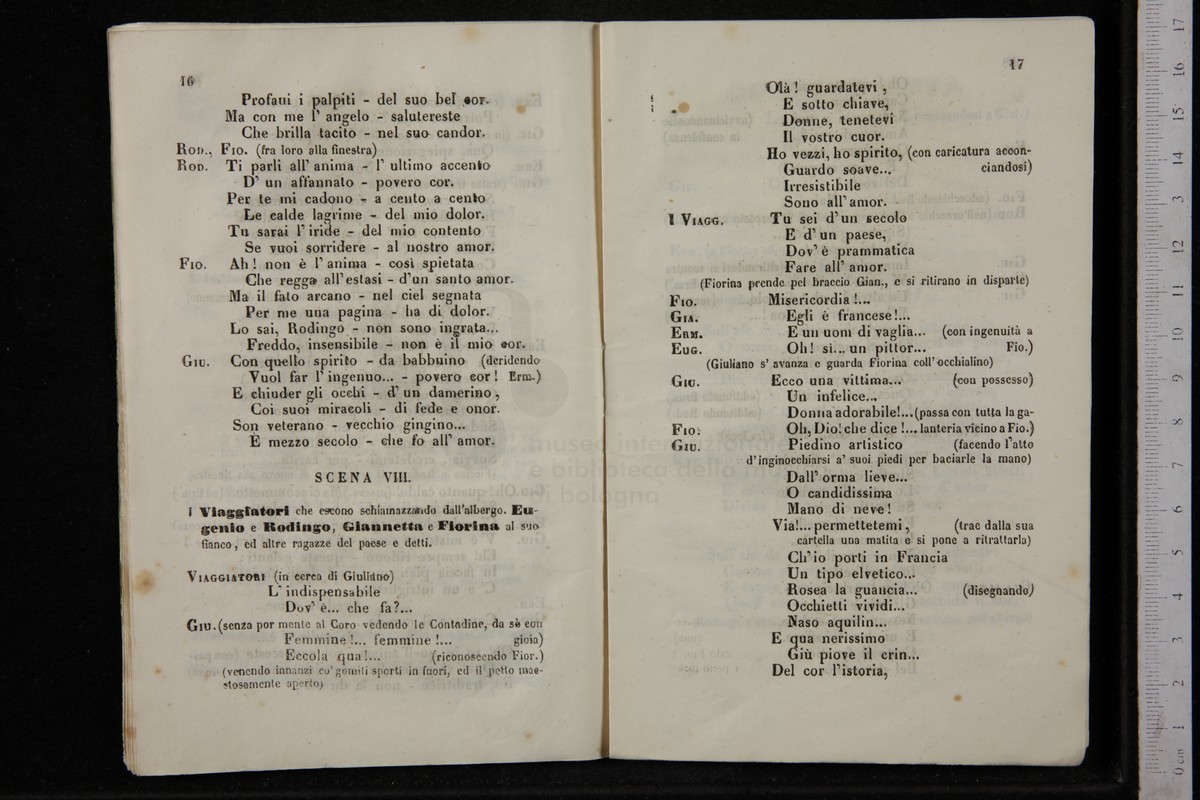 16
Profani i palpiti - del suo bel cor.
Ma con me l' angelo - salutereste
Che brilla tacito - nel suo candor.
ROD., FIO. (fra loro alla finestra)
ROD. Ti parli all' anima - l' ultimo accento
D' un affannato - povero cor.
Per te mi cadono - a cento a cento
Le calde lagrime - del mio dolor.
Tu sarai l' iride - del mio contento
Se vuoi sorridere - al nostro amor.
FIO. Ah! non è l' anima - così spietata
Che regga all' estasi - d'un santo amor.
Ma il fato arcano - nel ciel segnata
Per me una pagina - ha di dolor.
Lo sai, Rodingo - non sono ingrata...
Freddo, insensibile - non è il mio cor.
GIU. Con quello spirito - da babbuino (deridendo
Vuol far l' ingenuo... - povero cor! Erm.)
E chiuder gli occhi - d' un damerino,
Coi suoi miracoli - di fede e onor.
Son veterano - vecchio gingino...
E mezzo secolo - che fo all' amor.
SCENA VIII.
I Viaggiatori che escono schiamazzando dall'albergo. Eu-
genio e Rodingo, Giannetta e Fiorina al suo
fianco, ed altre ragazze del paese e detti.
VIAGGIATORI (in cerca di Giuliano)
L' indispensabile
Dov' è... che fa?...
GIU. (senza por mente al Coro vedendo le Contadine, da sè con
Femmine!... femmine!... gioia)
Eccola qua!... (riconoscendo Fior.)
(venendo innanzi co' gomiti sporti in fuori, ed il petto mae-
stosamente aperto)
17
Olà! guardatevi,
E sotto chiave,
Donne, tenetevi
Il vostro cuor.
Ho vezzi, ho spirito, (con caricatura accon-
Guardo soave... ciandosi)
Irresistibile
Sono all' amor.
I VIAGG. Tu sei d' un secolo
E d' un paese,
Dov' è prammatica
Fare all' amor.
(Fiorina prende pel braccio Gian., e si ritirano in disparte)
FIO. Misericordia!...
GIA. Egli è francese!...
ERM. E un uom di vaglia... (con ingenuità a
EUG. Oh! sì... un pittor... Fio.)
(Giuliano s' avanza e guarda Fiorina coll' occhialino)
GIU. Ecco una vittima... (con possesso)
Un infelice...
Donna adorabile!... (passa con tutta la ga-
FIO. Oh, Dio! che dice!... lanteria vicino a Fio.)
GIU. Piedino artistico (facendo l'atto
d'inginocchiarsi a' suoi piedi per baciarle la mano)
Dall' orma lieve...
O candidissima
Mano di neve!
Via!... permettetemi, (trae dalla sua
cartella una matita e si pone a ritrattarla)
Ch' io porti in Francia
Un tipo elvetico...
Rosea la guancia... (disegnando)
Occhietti vividi...
Naso aquilin...
E qua nerissimo
Giù piove il crin...
Del cor l' istoria,